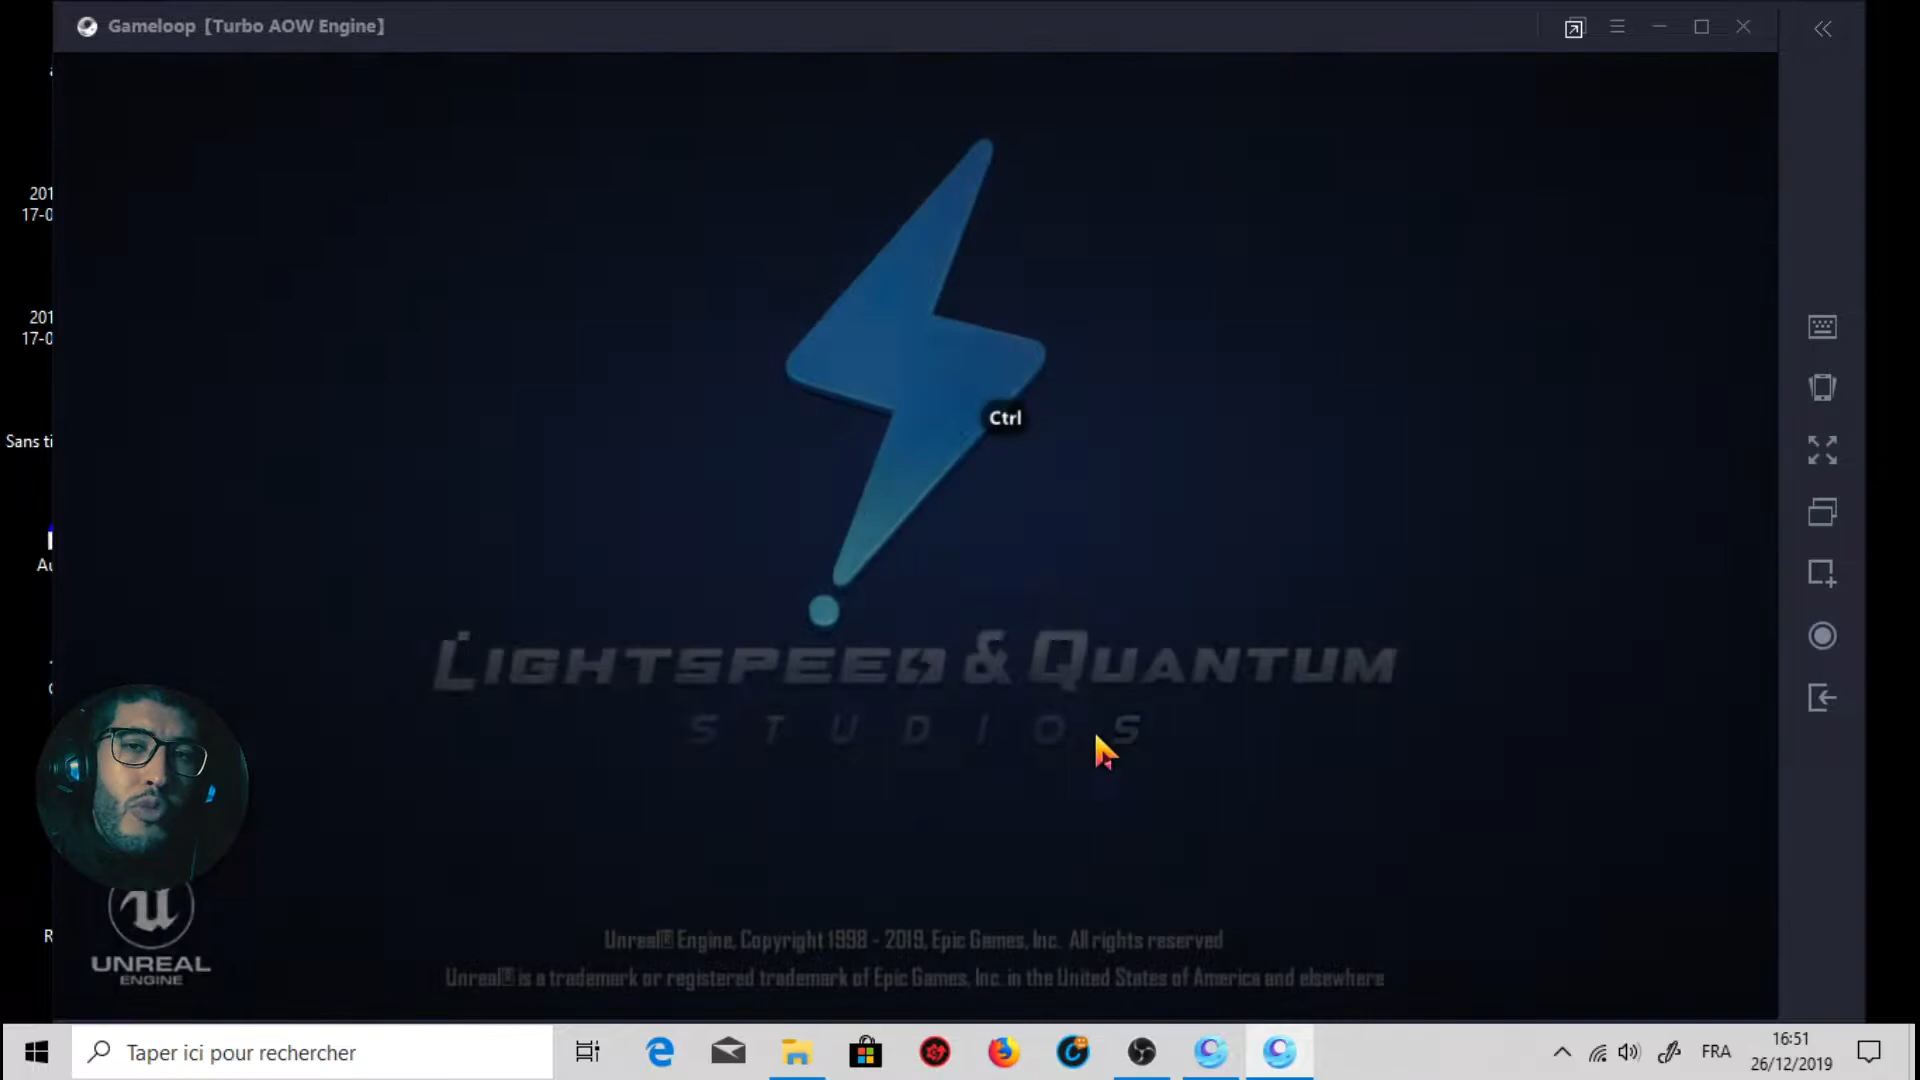 Gameloop [Turbo AOW Engine]
201
17-0
201
17-0
Sans ti
Ctrl
LIGHTSPEED & QUANTUM
STUDIOS
UNREAL
ENGINE
Unreal® Engine, Copyright 1998 - 2019, Epic Games, Inc. All rights reserved
Unreal® is a trademark or registered trademark of Epic Games, Inc. in the United States of America and elsewhere
Taper ici pour rechercher
FRA
16:51
26/12/2019